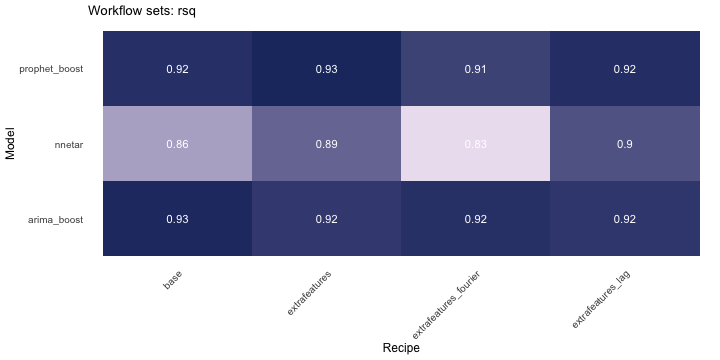 Workflow sets: rsq
Model
prophet_boost
0.92
0.93
0.91
0.92
nnetar
0.86
0.89
0.83
0.9
arima_boost
0.93
0.92
0.92
0.92
base
extrafeatures
extrafeatures_fourier
extrafeatures_lag
Recipe